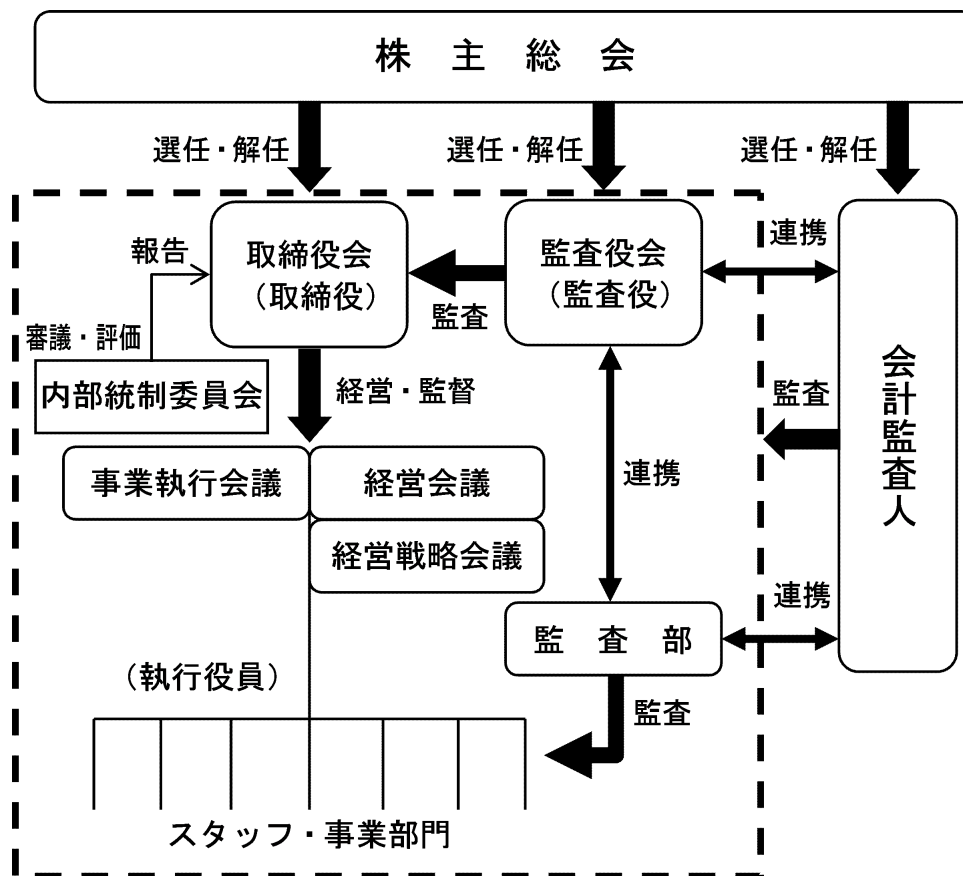 株主総会
選任・解任
選任・解任
選任・解任
報告
取締役会
（取締役）
監査役会
（監査役）
連携
監査
審議・評価
内部統制委員会
経営・監督
監査
会計監査人
事業執行会議
経営会議
連携
経営戦略会議
連携
監査部
（執行役員）
監査
スタッフ・事業部門